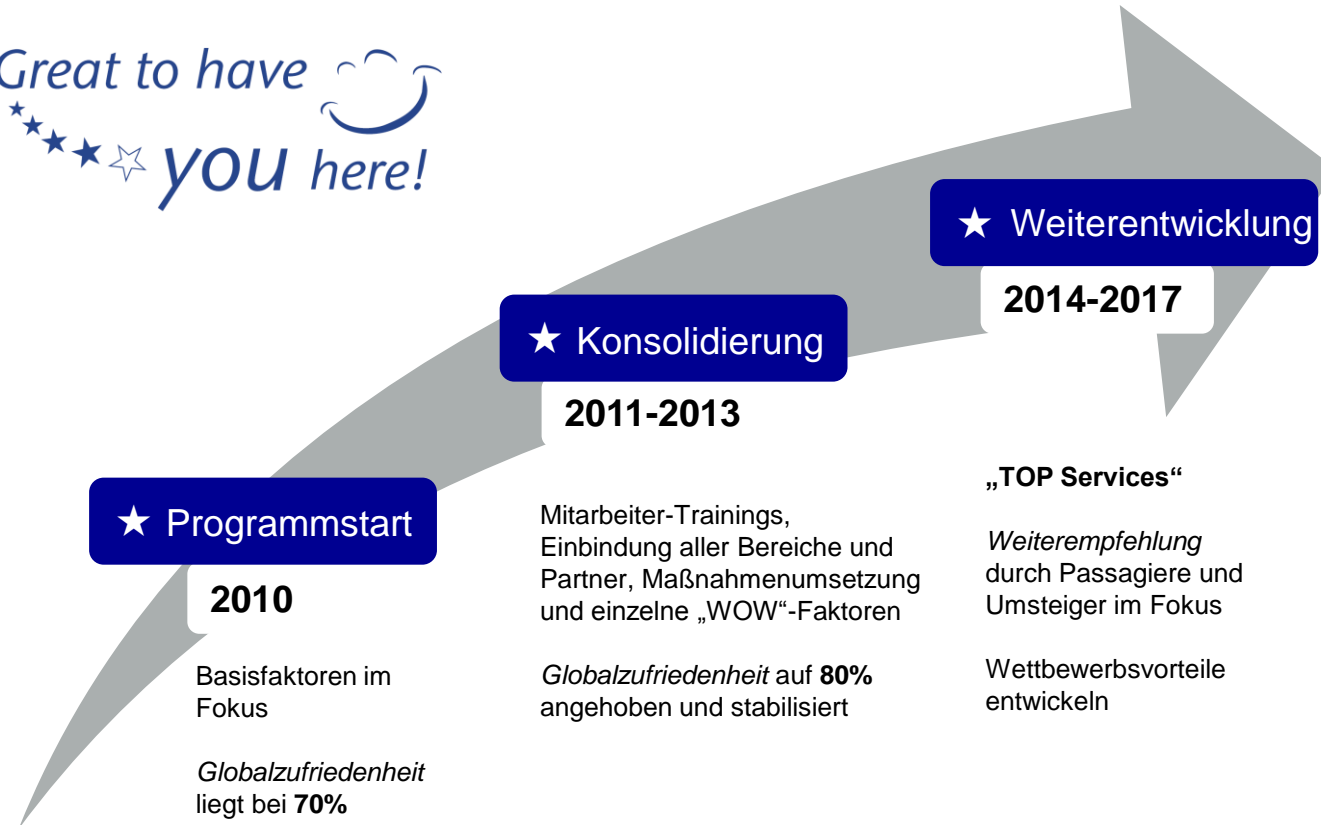 Great to have
you here!
Weiterentwicklung
2014-2017
Konsolidierung
2011-2013
Programmstart
2010
Basisfaktoren im
Fokus
Globalzufriedenheit
liegt bei 70%
Mitarbeiter-Trainings,
Einbindung aller Bereiche und
Partner, Maßnahmenumsetzung
und einzelne „WOW“-Faktoren
Globalzufriedenheit auf 80%
angehoben und stabilisiert
„TOP Services“
Weiterempfehlung
durch Passagiere und
Umsteiger im Fokus
Wettbewerbsvorteile
entwickeln